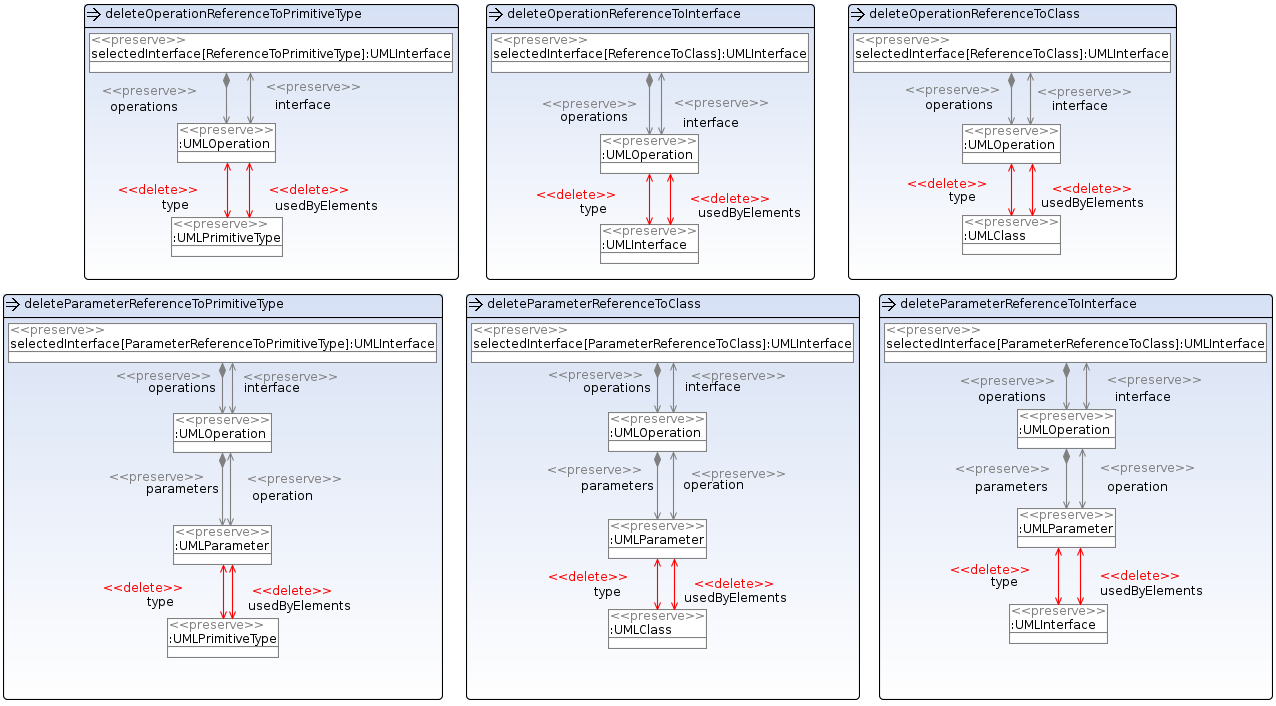 deleteOperationReferenceToPrimitiveType
<<preserve>>
selectedInterface[ReferenceToPrimitiveType]:UMLInterface
<<preserve>>
operations
<<preserve>>
interface
<<preserve>>
:UMLOperation
<<delete>>
type
<<delete>>
usedByElements
<<preserve>>
:UMLPrimitiveType
deleteOperationReferenceToInterface
<<preserve>>
selectedInterface[ReferenceToClass]:UMLInterface
<<preserve>>
operations
<<preserve>>
interface
<<preserve>>
:UMLOperation
<<delete>>
type
<<delete>>
usedByElements
<<preserve>>
:UMLInterface
deleteOperationReferenceToClass
<<preserve>>
selectedInterface[ReferenceToClass]:UMLInterface
<<preserve>>
operations
<<preserve>>
interface
<<preserve>>
:UMLOperation
<<delete>>
type
<<delete>>
usedByElements
<<preserve>>
:UMLClass
deleteParameterReferenceToPrimitiveType
<<preserve>>
selectedInterface[ParameterReferenceToPrimitiveType]:UMLInterface
<<preserve>>
operations
<<preserve>>
interface
<<preserve>>
:UMLOperation
<<preserve>>
parameters
<<preserve>>
operation
<<preserve>>
:UMLParameter
<<delete>>
type
<<delete>>
usedByElements
<<preserve>>
:UMLPrimitiveType
deleteParameterReferenceToClass
<<preserve>>
selectedInterface[ParameterReferenceToClass]:UMLInterface
<<preserve>>
operations
<<preserve>>
interface
<<preserve>>
:UMLOperation
<<preserve>>
parameters
<<preserve>>
operation
<<preserve>>
:UMLParameter
<<delete>>
type
<<delete>>
usedByElements
<<preserve>>
:UMLClass
deleteParameterReferenceToInterface
<<preserve>>
selectedInterface[ParameterReferenceToClass]:UMLInterface
<<preserve>>
operations
<<preserve>>
interface
<<preserve>>
:UMLOperation
<<preserve>>
parameters
<<preserve>>
operation
<<preserve>>
:UMLParameter
<<delete>>
type
<<delete>>
usedByElements
<<preserve>>
:UMLInterface